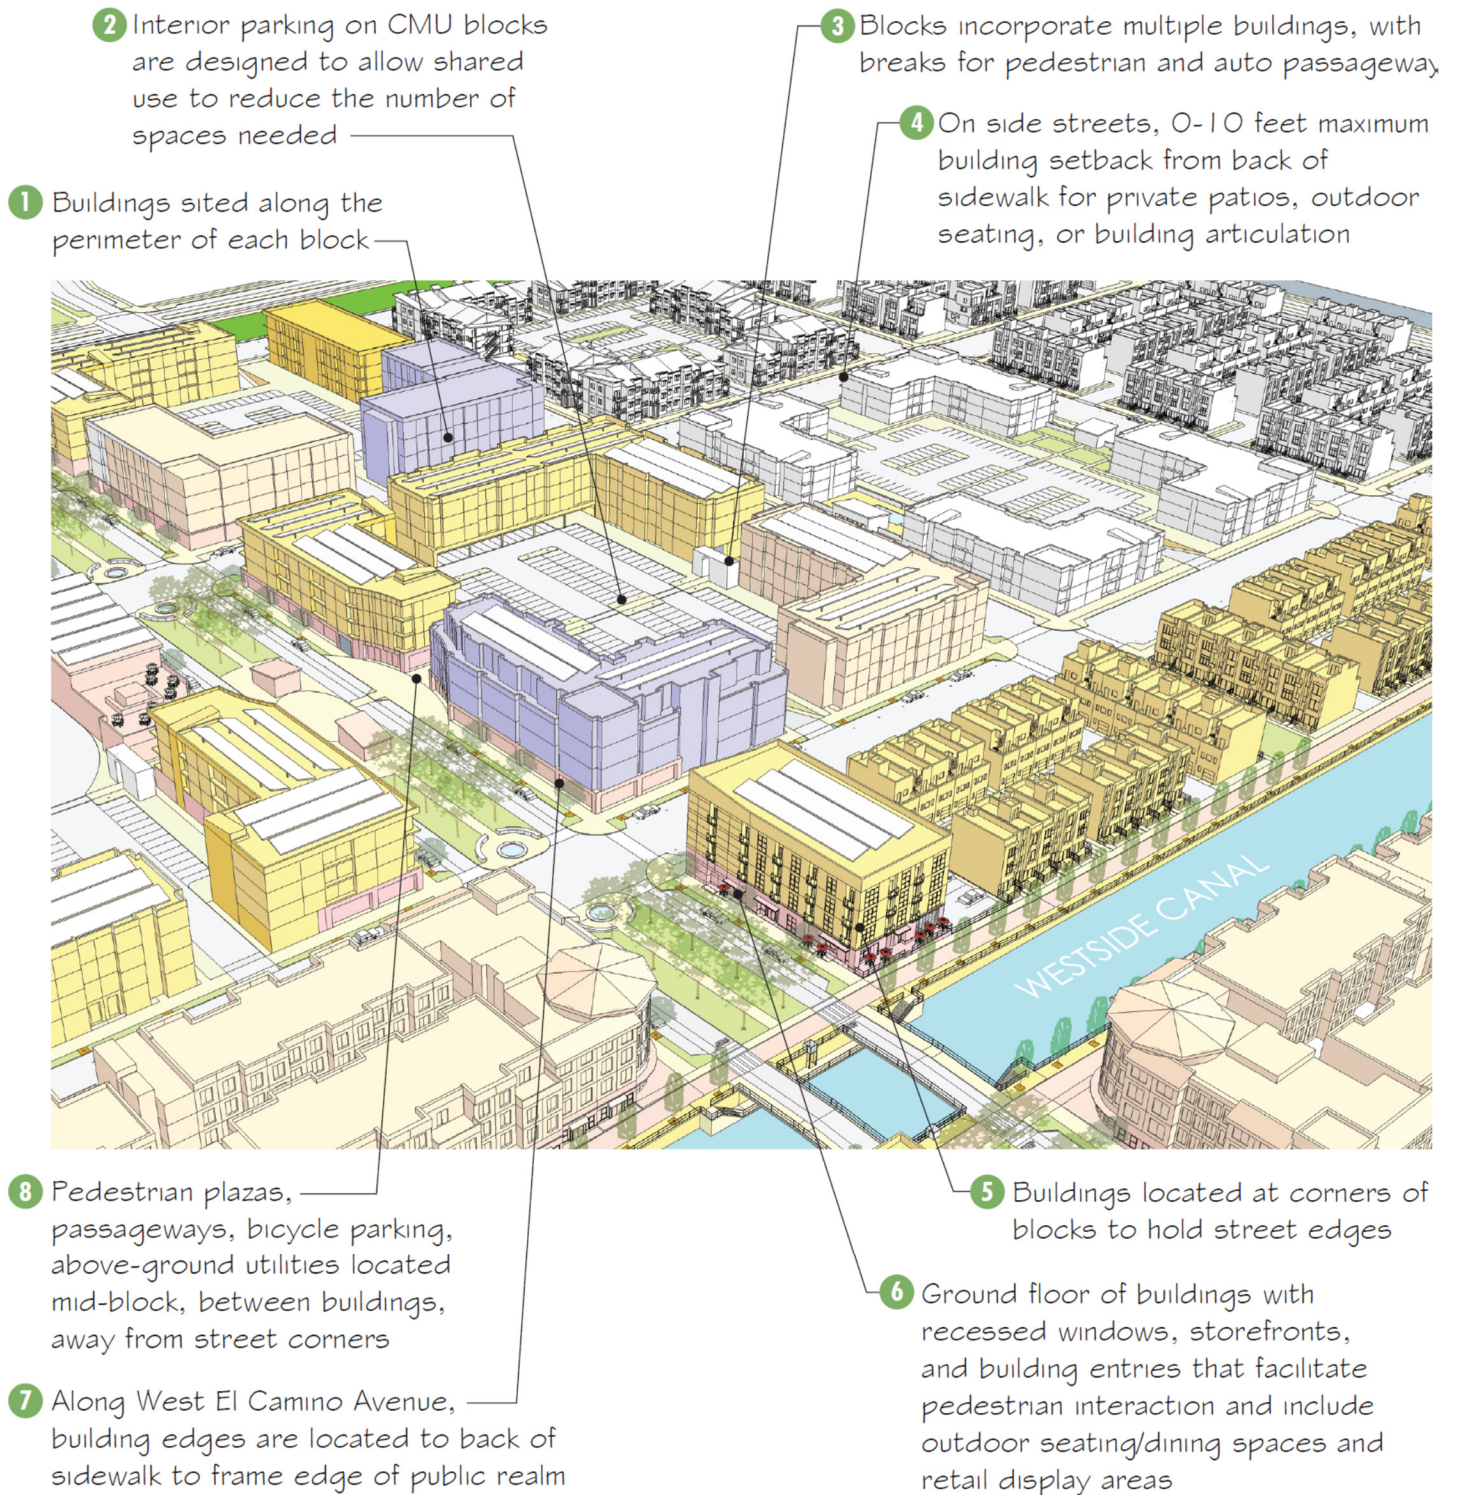 2 Interior parking on CMU blocks
are designed to allow shared
use to reduce the number of
spaces needed
3 Blocks incorporate multiple buildings, with
breaks for pedestrian and auto passageway
4 On side streets, 0-10 feet maximum
building setback from back of
sidewalk for private patios, outdoor
seating, or building articulation
1 Buildings sited along the
perimeter of each block
WESTSIDE CANAL
8 Pedestrian plazas,
passageways, bicycle parking,
above-ground utilities located
mid-block, between buildings,
away from street corners
7 Along West El Camino Avenue,
building edges are located to back of
sidewalk to frame edge of public realm
5 Buildings located at corners of
blocks to hold street edges
6 Ground floor of buildings with
recessed windows, storefronts,
and building entries that facilitate
pedestrian interaction and include
outdoor seating/dining spaces and
retail display areas